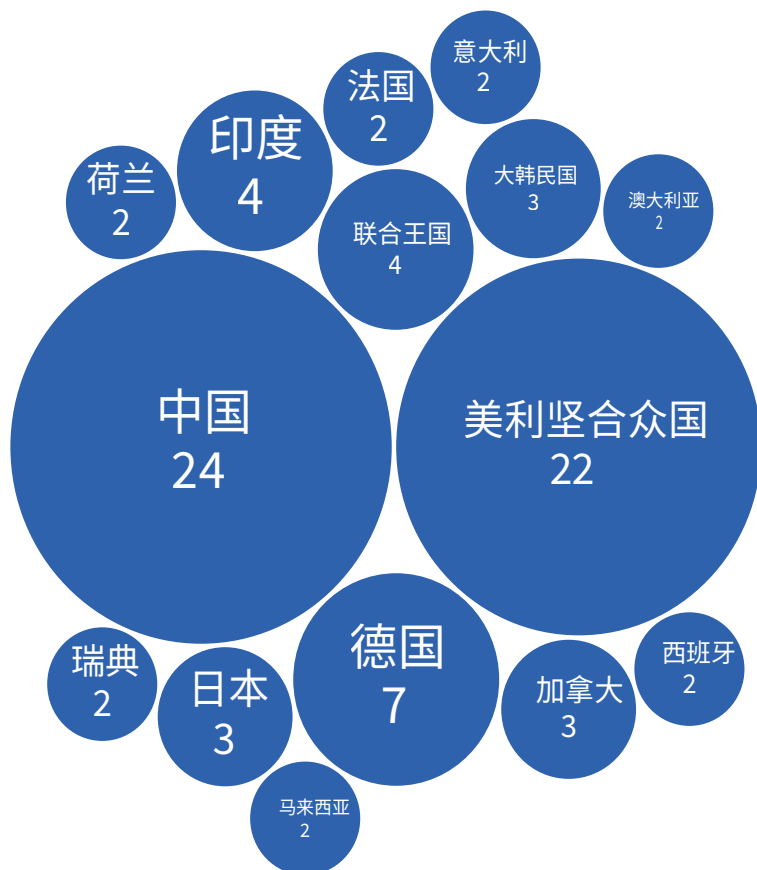 意大利
2
法国
2
印度
4
大韩民国
3
荷兰
2
澳大利亚
2
联合王国
4
中国
24
美利坚合众国
22
德国
7
西班牙
2
瑞典
2
日本
3
加拿大
3
马来西亚
2